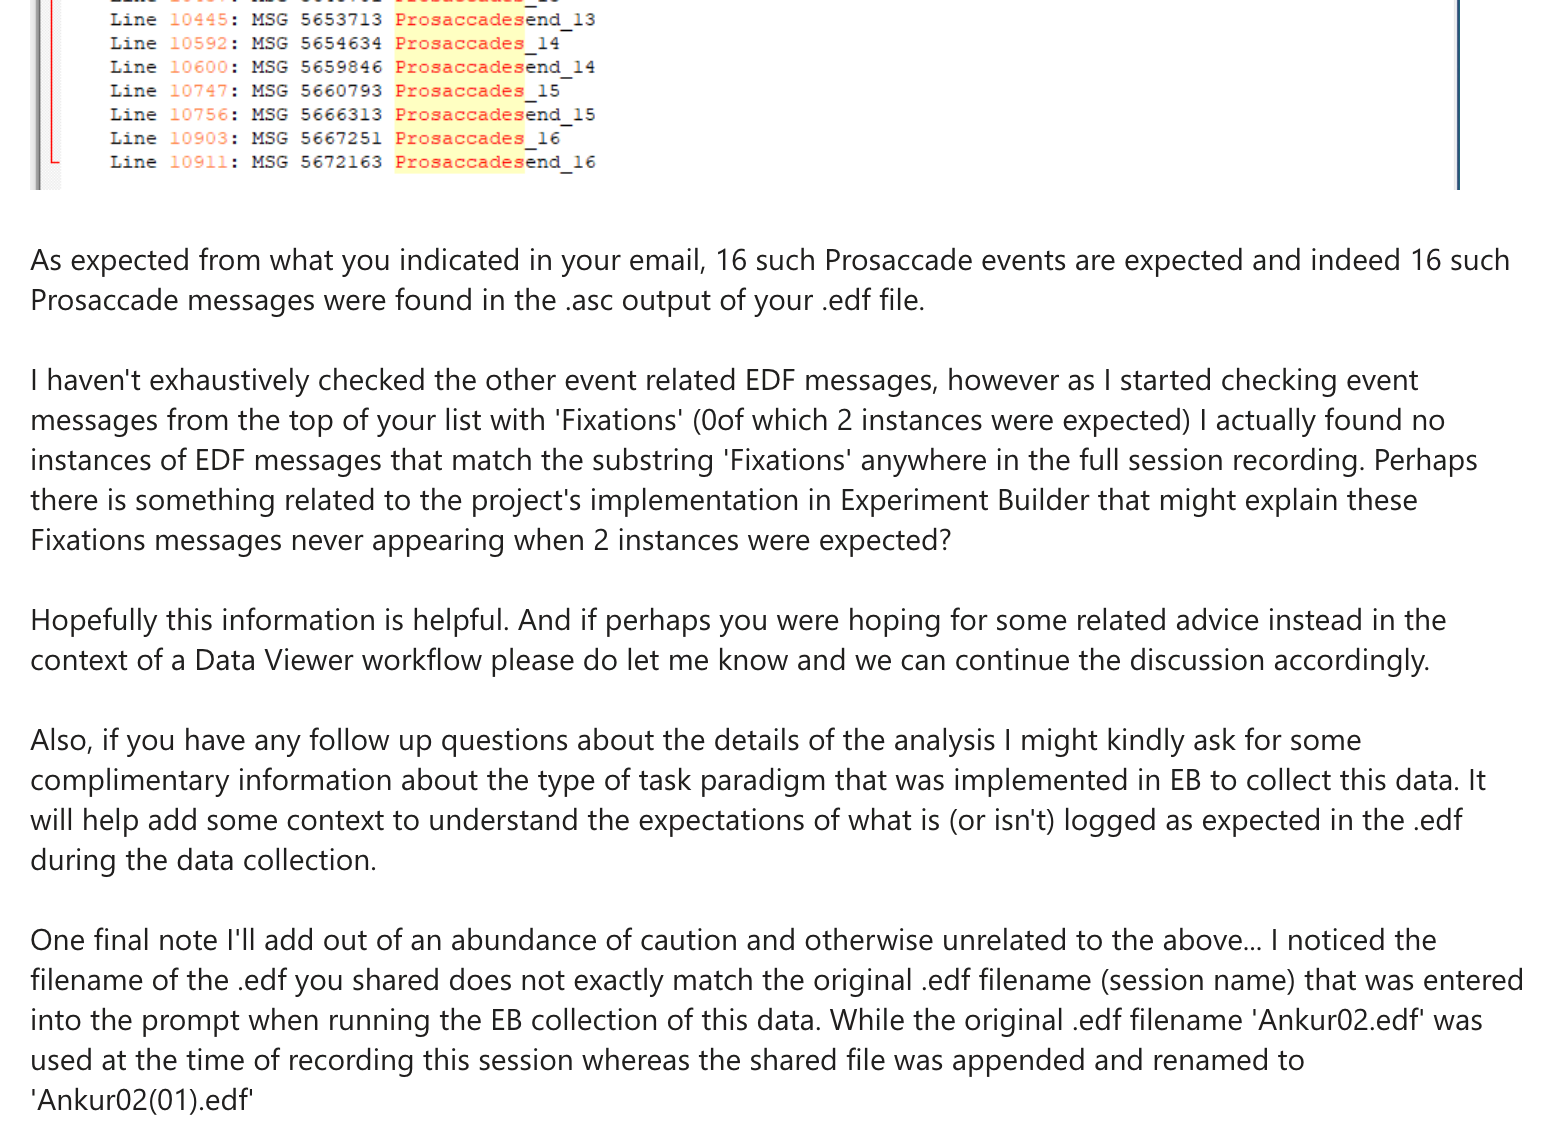 Line 10445: MSG 5653713 Prosaccadesend_13
Line 10592: MSG 5654634 Prosaccades_14
Line 10600: MSG 5659846 Prosaccadesend_14
Line 10747: MSG 5660793 Prosaccades_15
Line 10756: MSG 5666313 Prosaccadesend_15
Line 10903: MSG 5667251 Prosaccades_16
Line 10911: MSG 5672163 Prosaccadesend_16
As expected from what you indicated in your email, 16 such Prosaccade events are expected and indeed 16 such
Prosaccade messages were found in the .asc output of your .edf file.
I haven't exhaustively checked the other event related EDF messages, however as I started checking event
messages from the top of your list with 'Fixations' (0of which 2 instances were expected) I actually found no
instances of EDF messages that match the substring 'Fixations' anywhere in the full session recording. Perhaps
there is something related to the project's implementation in Experiment Builder that might explain these
Fixations messages never appearing when 2 instances were expected?
Hopefully this information is helpful. And if perhaps you were hoping for some related advice instead in the
context of a Data Viewer workflow please do let me know and we can continue the discussion accordingly.
Also, if you have any follow up questions about the details of the analysis I might kindly ask for some
complimentary information about the type of task paradigm that was implemented in EB to collect this data. It
will help add some context to understand the expectations of what is (or isn't) logged as expected in the .edf
during the data collection.
One final note I'll add out of an abundance of caution and otherwise unrelated to the above... I noticed the
filename of the .edf you shared does not exactly match the original .edf filename (session name) that was entered
into the prompt when running the EB collection of this data. While the original .edf filename 'Ankur02.edf' was
used at the time of recording this session whereas the shared file was appended and renamed to
'Ankur02(01).edf'